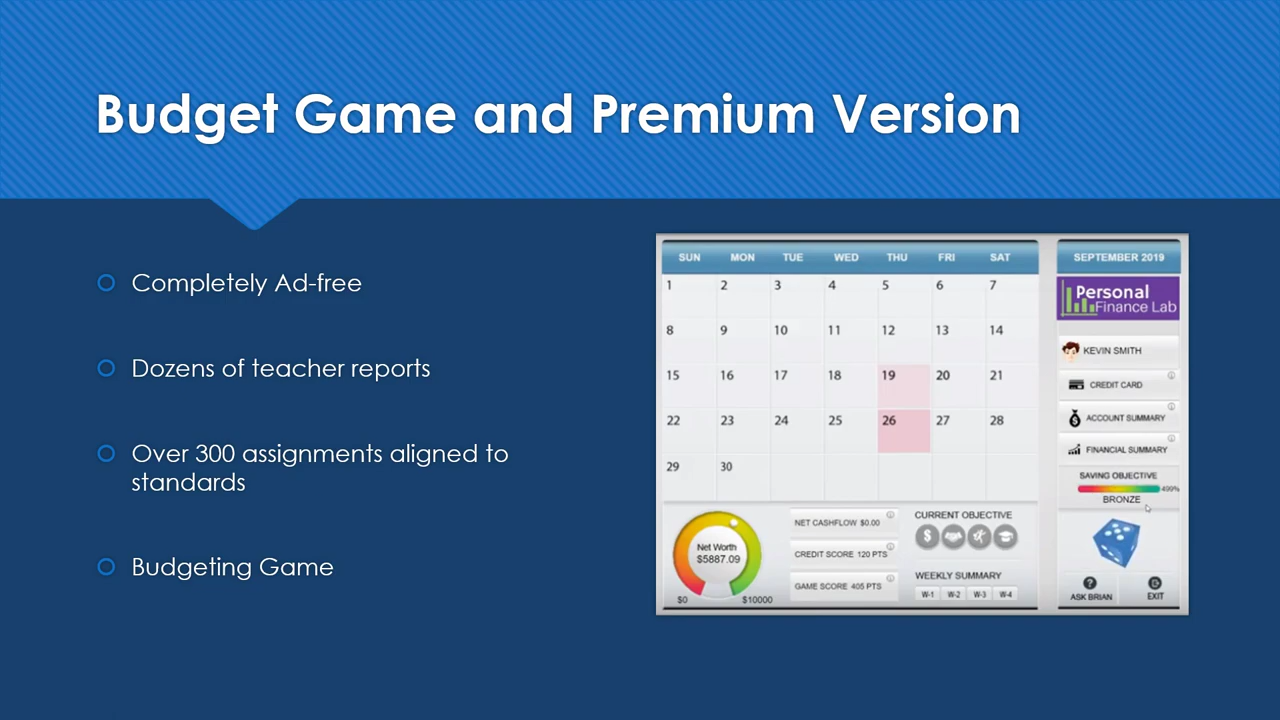 Budget Game and Premium Version
Completely Ad-free
Dozens of teacher reports
Over 300 assignments aligned to
standards
Budgeting Game
SUN MON TUE WED THU FRI SAT
1 2 3 4 5 6 7
8 9 10 11 12 13 14
15 16 17 18 19 20 21
22 23 24 25 26 27 28
29 30
Net Worth
$5887.09
$0 $10000
NET CASHFLOW $0.00
CREDIT SCORE 120 PTS
GAME SCORE 405 PTS
CURRENT OBJECTIVE
WEEKLY SUMMARY
W-1 W-2 W-3 W-4
SEPTEMBER 2019
Personal
Finance Lab
KEVIN SMITH
CREDIT CARD
ACCOUNT SUMMARY
FINANCIAL SUMMARY
SAVING OBJECTIVE
499%
BRONZE
ASK BRIAN
EXIT